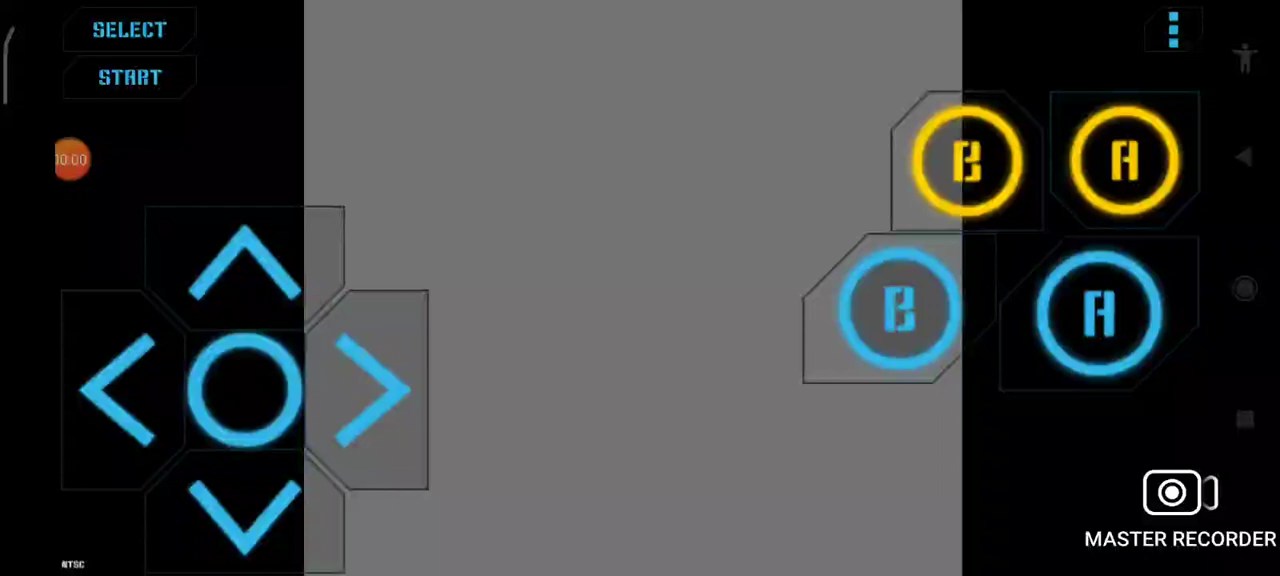 SELECT
START
00:00
B
A
B
A
MASTER RECORDER
NTSC